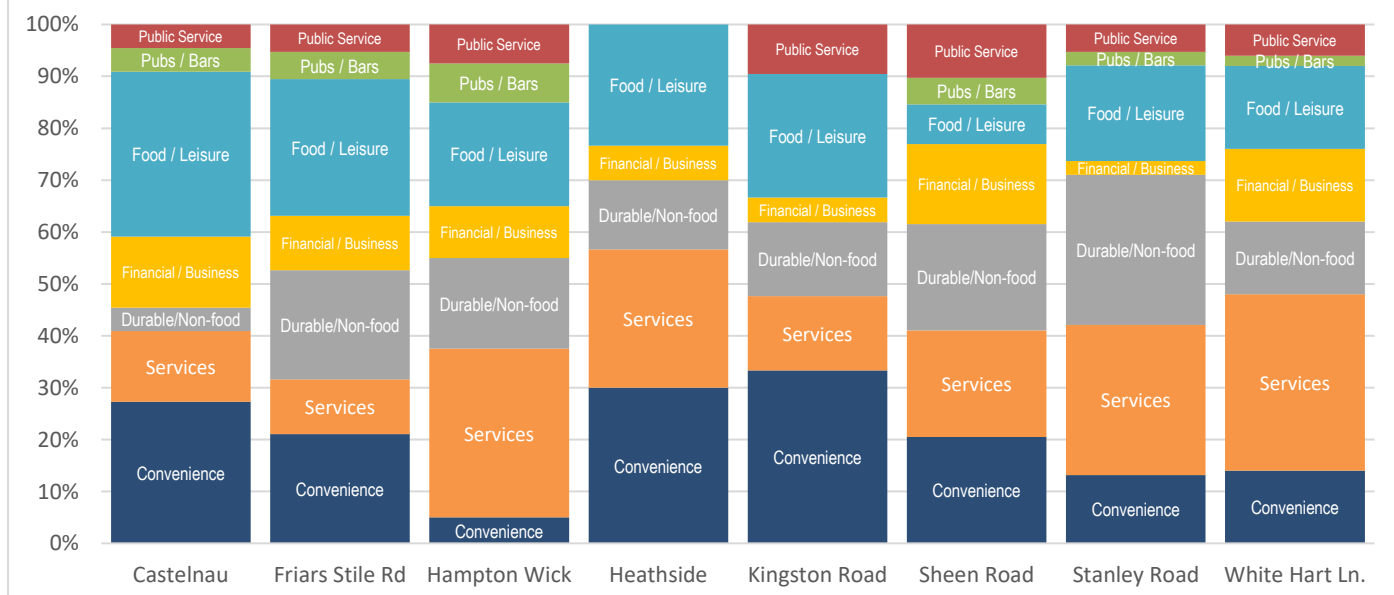 100%
90%
80%
70%
60%
50%
40%
30%
20%
10%
0%
Public Service
Pubs / Bars
Food / Leisure
Financial / Business
Durable/Non-food
Services
Convenience
Public Service
Pubs / Bars
Food / Leisure
Financial / Business
Durable/Non-food
Services
Convenience
Public Service
Pubs / Bars
Food / Leisure
Financial / Business
Durable/Non-food
Services
Convenience
Food / Leisure
Financial / Business
Durable/Non-food
Services
Convenience
Public Service
Food / Leisure
Financial / Business
Durable/Non-food
Services
Convenience
Public Service
Pubs / Bars
Food / Leisure
Financial / Business
Durable/Non-food
Services
Convenience
Public Service
Pubs / Bars
Food / Leisure
Financial / Business
Durable/Non-food
Services
Convenience
Public Service
Pubs / Bars
Food / Leisure
Financial / Business
Durable/Non-food
Services
Convenience
Castelnau
Friars Stile Rd
Hampton Wick
Heathside
Kingston Road
Sheen Road
Stanley Road
White Hart Ln.